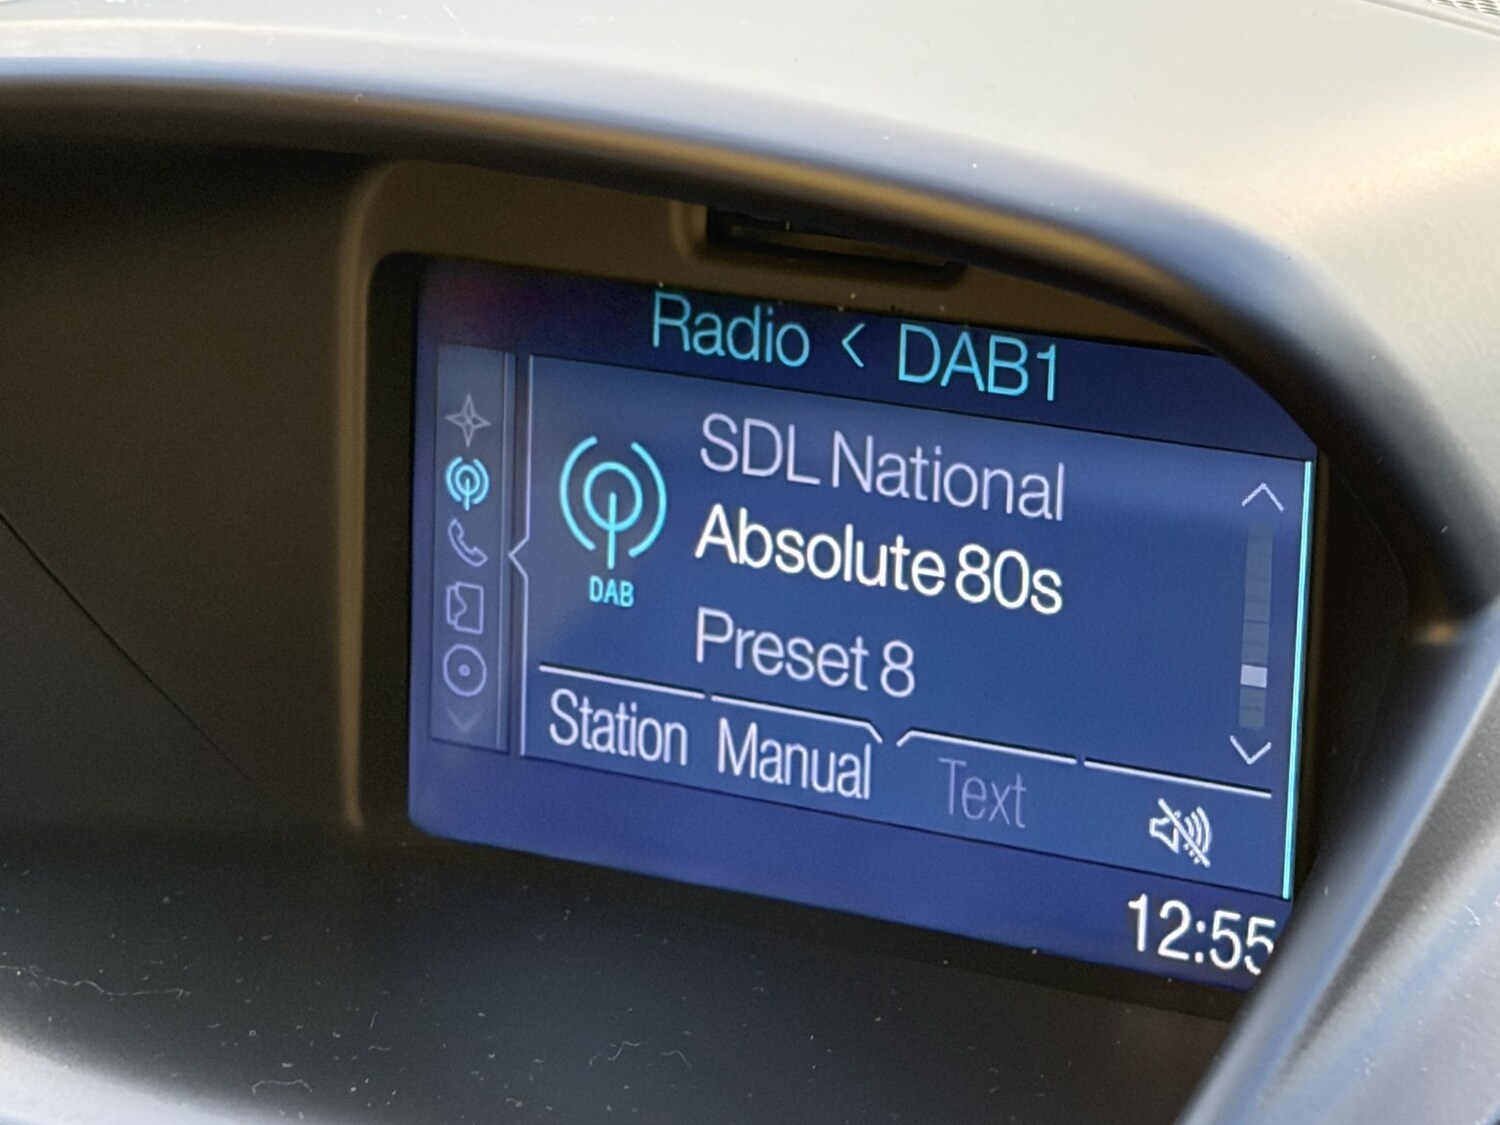 Radio < DAB1
SDL National
Absolute 80s
DAB
Preset 8
Station Manual Text
12:55